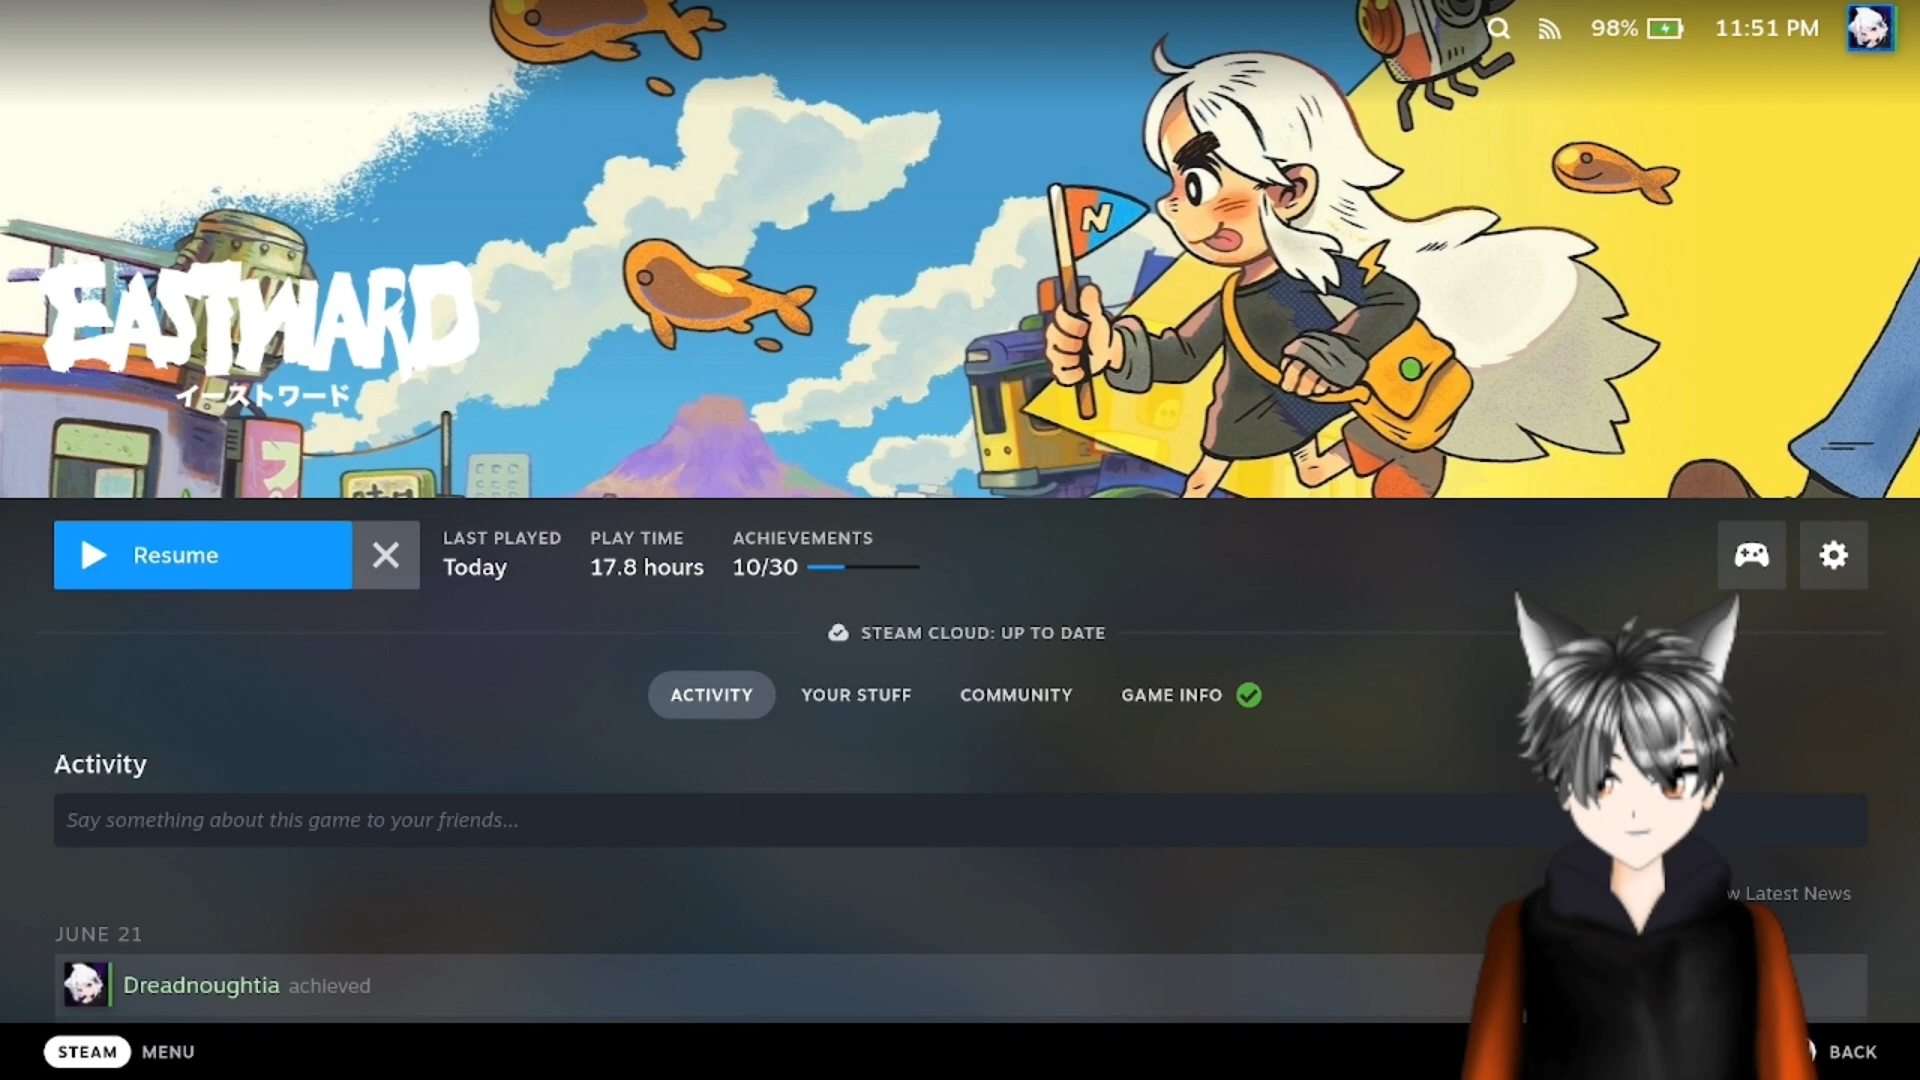 98%
11:51 PM
N
EASTWARD
イーストワード
Resume
LAST PLAYED
Today
PLAY TIME
17.8 hours
ACHIEVEMENTS
10/30
STEAM CLOUD: UP TO DATE
ACTIVITY
YOUR STUFF
COMMUNITY
GAME INFO
Activity
Say something about this game to your friends...
w Latest News
JUNE 21
Dreadnoughtia achieved
STEAM
MENU
BACK